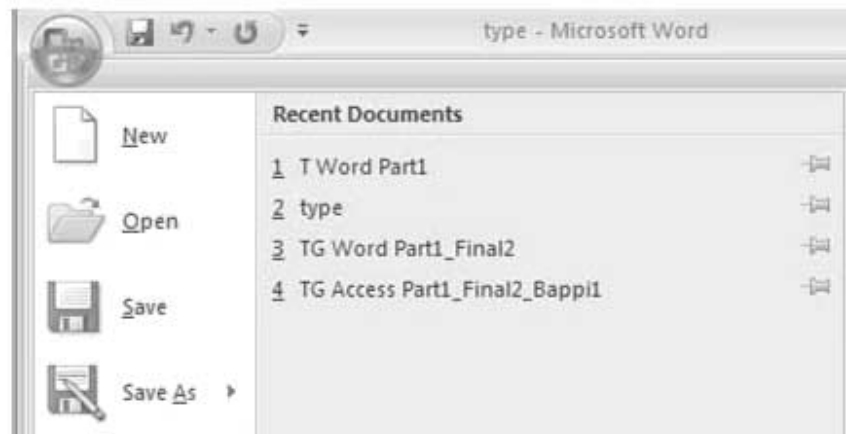 type - Microsoft Word
New
Open
Save
Save As
Recent Documents
1 T Word Part1
2 type
3 TG Word Part1_Final2
4 TG Access Part1_Final2_Bappi1